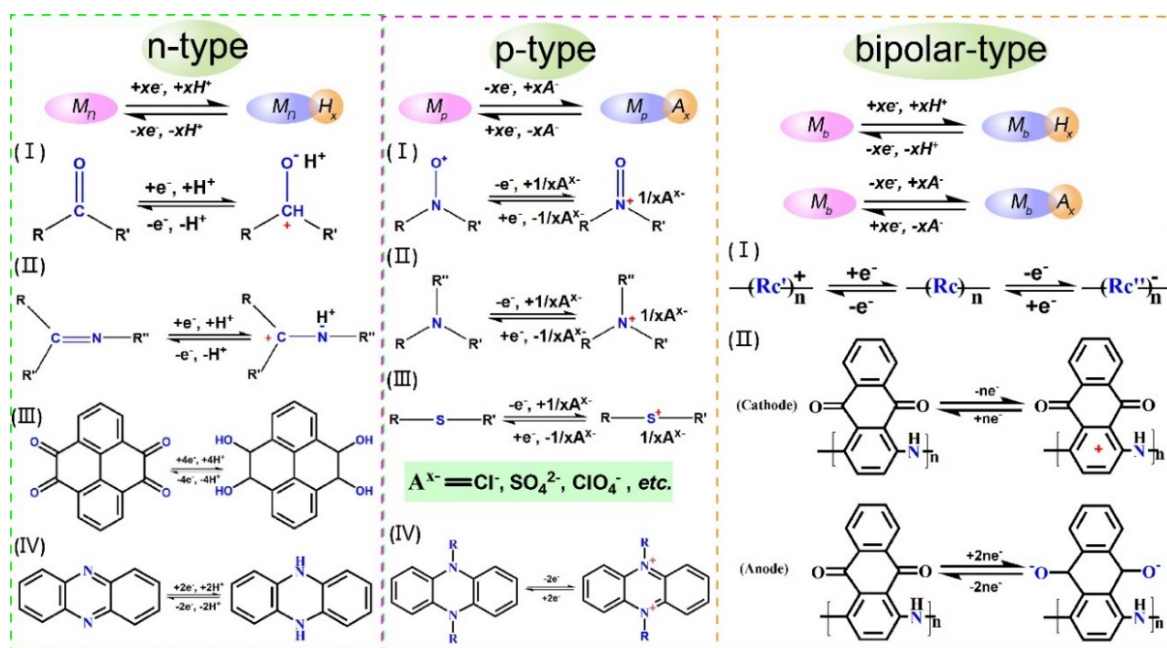 n-type
Mn +xe-, +xH+ Mn Hx
-xe-, -xH+
(I)
O O- H+
+e-, +H+
C CH
-e-, -H+ +
R R' R R'
(II)
R R H+
+e-, +H+
C N R'' + C N R''
-e-, -H+
R' R'
(III)
O O HO OH
+4e-, +4H+
-4e-, -4H+
O O HO OH
(IV)
H
N N
+2e-, +2H+
-2e-, -2H+
N N
H
p-type
Mp -xe-, +xA- Mp Ax
+xe-, -xA-
(I)
O+ O
-e-, +1/xAx-
N N+ 1/xAx-
+e-, -1/xAx-
R R' R R'
(II)
R'' R''
-e-, +1/xAx-
N N+ 1/xAx-
+e-, -1/xAx-
R R' R R'
(III)
-e-, +1/xAx-
R S R' R S+ R'
+e-, -1/xAx- 1/xAx-
Ax-=Cl-, SO42-, ClO4-, etc.
(IV)
R R
N N+
-2e-
+2e-
N N+
R R
bipolar-type
Mb +xe-, +xH+ Mb Hx
-xe-, -xH+
Mb -xe-, +xA- Mb Ax
+xe-, -xA-
(I)
(Rc')n+ +e- (Rc)n -e- (Rc'')n-
-e- +e-
(II)
(Cathode) O O -ne- O O
+ne-
H H
N n + N n
(Anode) O O +2ne- -O O-
-2ne-
H H
N n N n